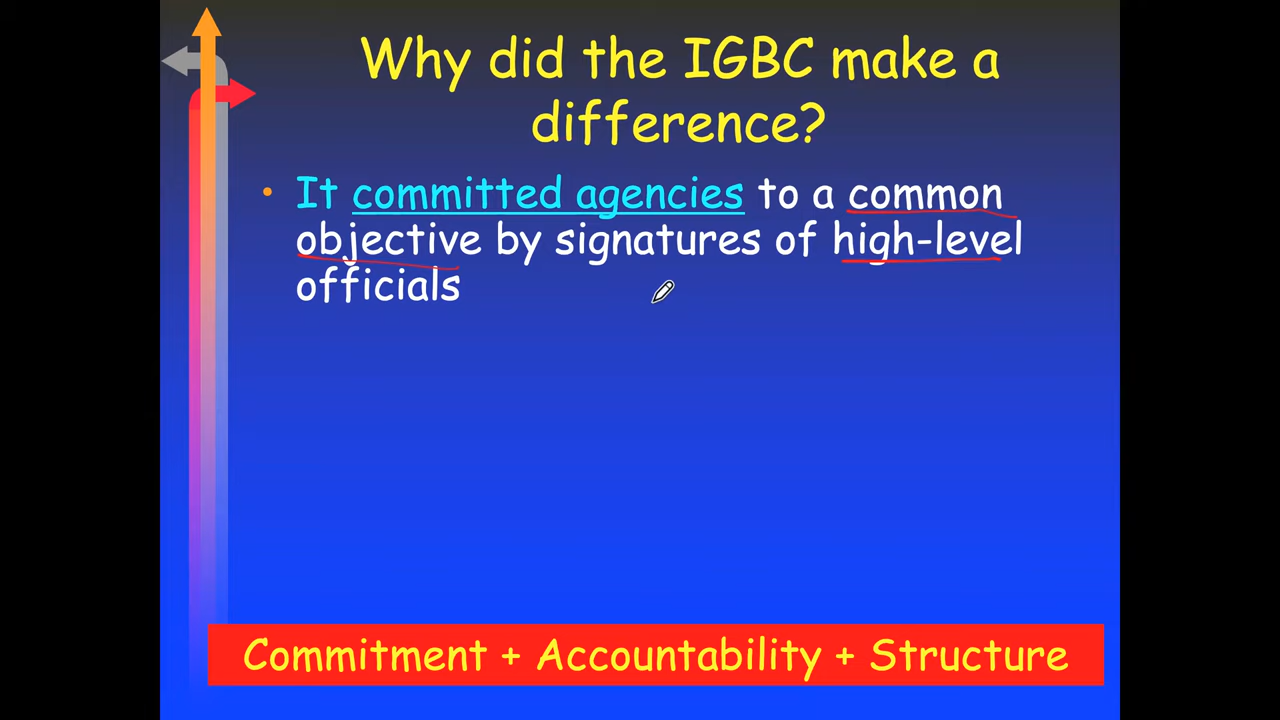 Why did the IGBC make a
difference?
• It committed agencies to a common
objective by signatures of high-level
officials
Commitment + Accountability + Structure